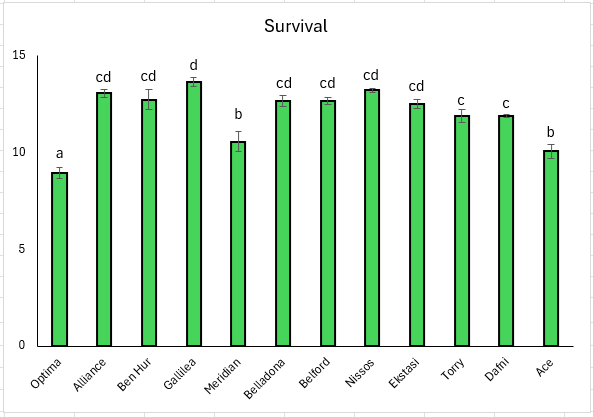 Survival
15
10
5
0
a
cd
cd
d
b
cd
cd
cd
cd
c
c
b
Optima
Alliance
Ben Hur
Gallilea
Meridian
Belladona
Belford
Nissos
Ekstasi
Torry
Dafni
Ace